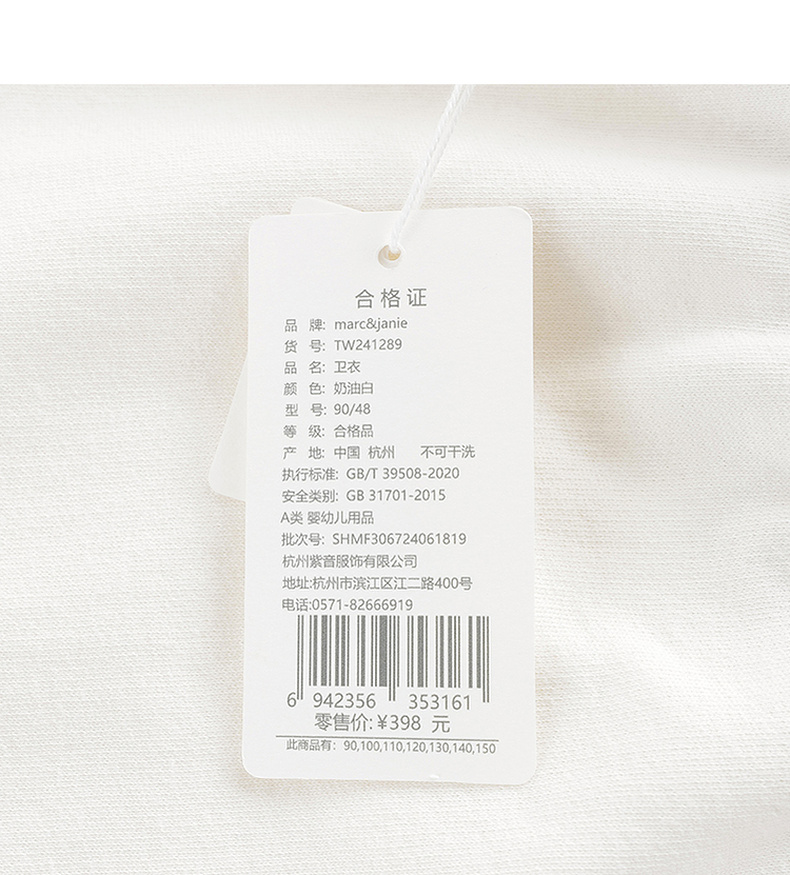 合格证
品 牌: marc&janie
货 号: TW241289
品 名: 卫衣
颜 色: 奶油白
型 号: 90/48
等 级: 合格品
产 地: 中国 杭州 不可干洗
执行标准: GB/T 39508-2020
安全类别: GB 31701-2015
A类 婴幼儿用品
批次号: SHMF306724061819
杭州紫音服饰有限公司
地址:杭州市滨江区江二路400号
电话:0571-82666919
6 942356 353161
零售价:¥398 元
此商品有: 90,100,110,120,130,140,150